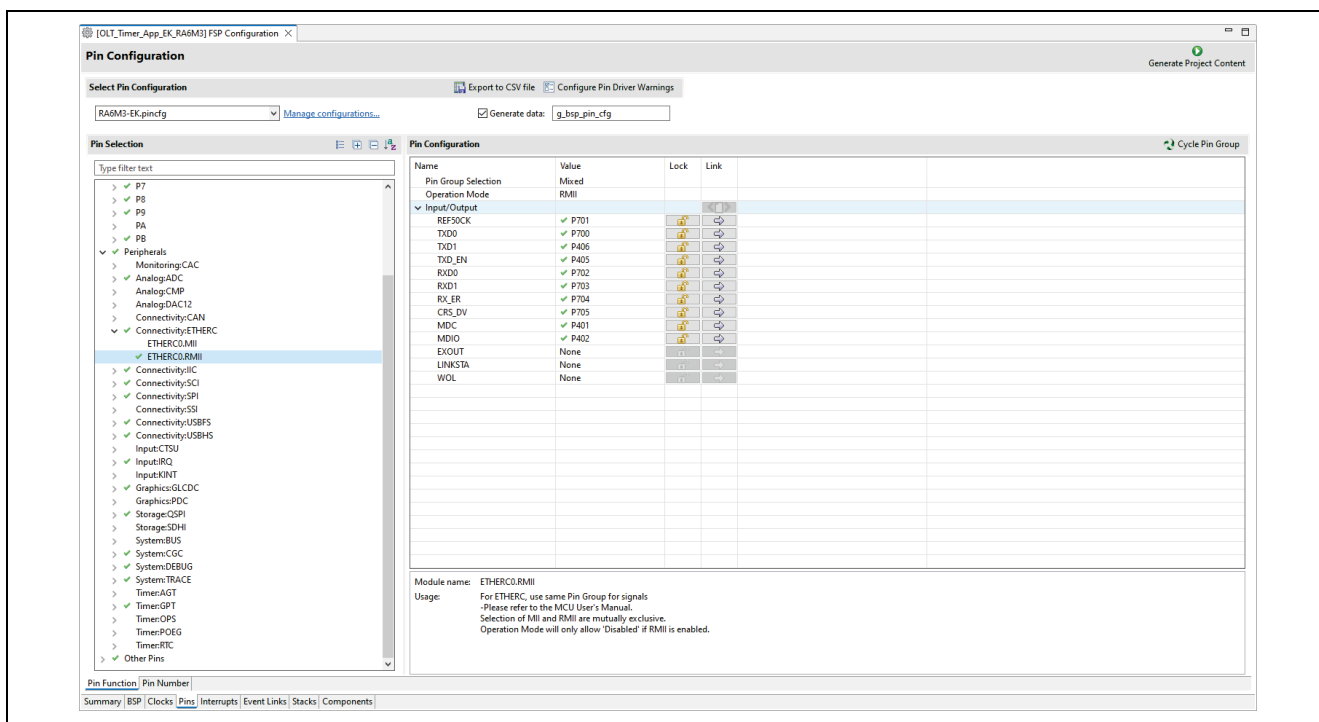 [OLT_Timer_App_EK_RA6M3] FSP Configuration
Pin Configuration
Generate Project Content
Select Pin Configuration
Export to CSV file
Configure Pin Driver Warnings
RA6M3-EK.pincfg
Manage configurations...
Generate data: g_bsp_pin_cfg
Pin Selection
Type filter text
P7
P8
P9
PA
PB
Peripherals
Monitoring:CAC
Analog:ADC
Analog:CMP
Analog:DAC12
Connectivity:CAN
Connectivity:ETHERC
ETHERC0.MII
ETHERC0.RMII
Connectivity:IIC
Connectivity:SCI
Connectivity:SPI
Connectivity:SSI
Connectivity:USBFS
Connectivity:USBHS
Input:CTSU
Input:IRQ
Input:KINT
Graphics:GLCDC
Graphics:PDC
Storage:QSPI
Storage:SDHI
System:BUS
System:CGC
System:DEBUG
System:TRACE
Timer:AGT
Timer:GPT
Timer:OPS
Timer:POEG
Timer:RTC
Other Pins
Pin Configuration
Cycle Pin Group
Name Value Lock Link
Pin Group Selection Mixed
Operation Mode RMII
Input/Output
REF50CK P701
TXD0 P700
TXD1 P406
TXD_EN P405
RXD0 P702
RXD1 P703
RX_ER P704
CRS_DV P705
MDC P401
MDIO P402
EXOUT None
LINKSTA None
WOL None
Module name: ETHERC0.RMII
Usage: For ETHERC, use same Pin Group for signals
-Please refer to the MCU User's Manual.
Selection of MII and RMII are mutually exclusive.
Operation Mode will only allow 'Disabled' if RMII is enabled.
Pin Function Pin Number
Summary BSP Clocks Pins Interrupts Event Links Stacks Components